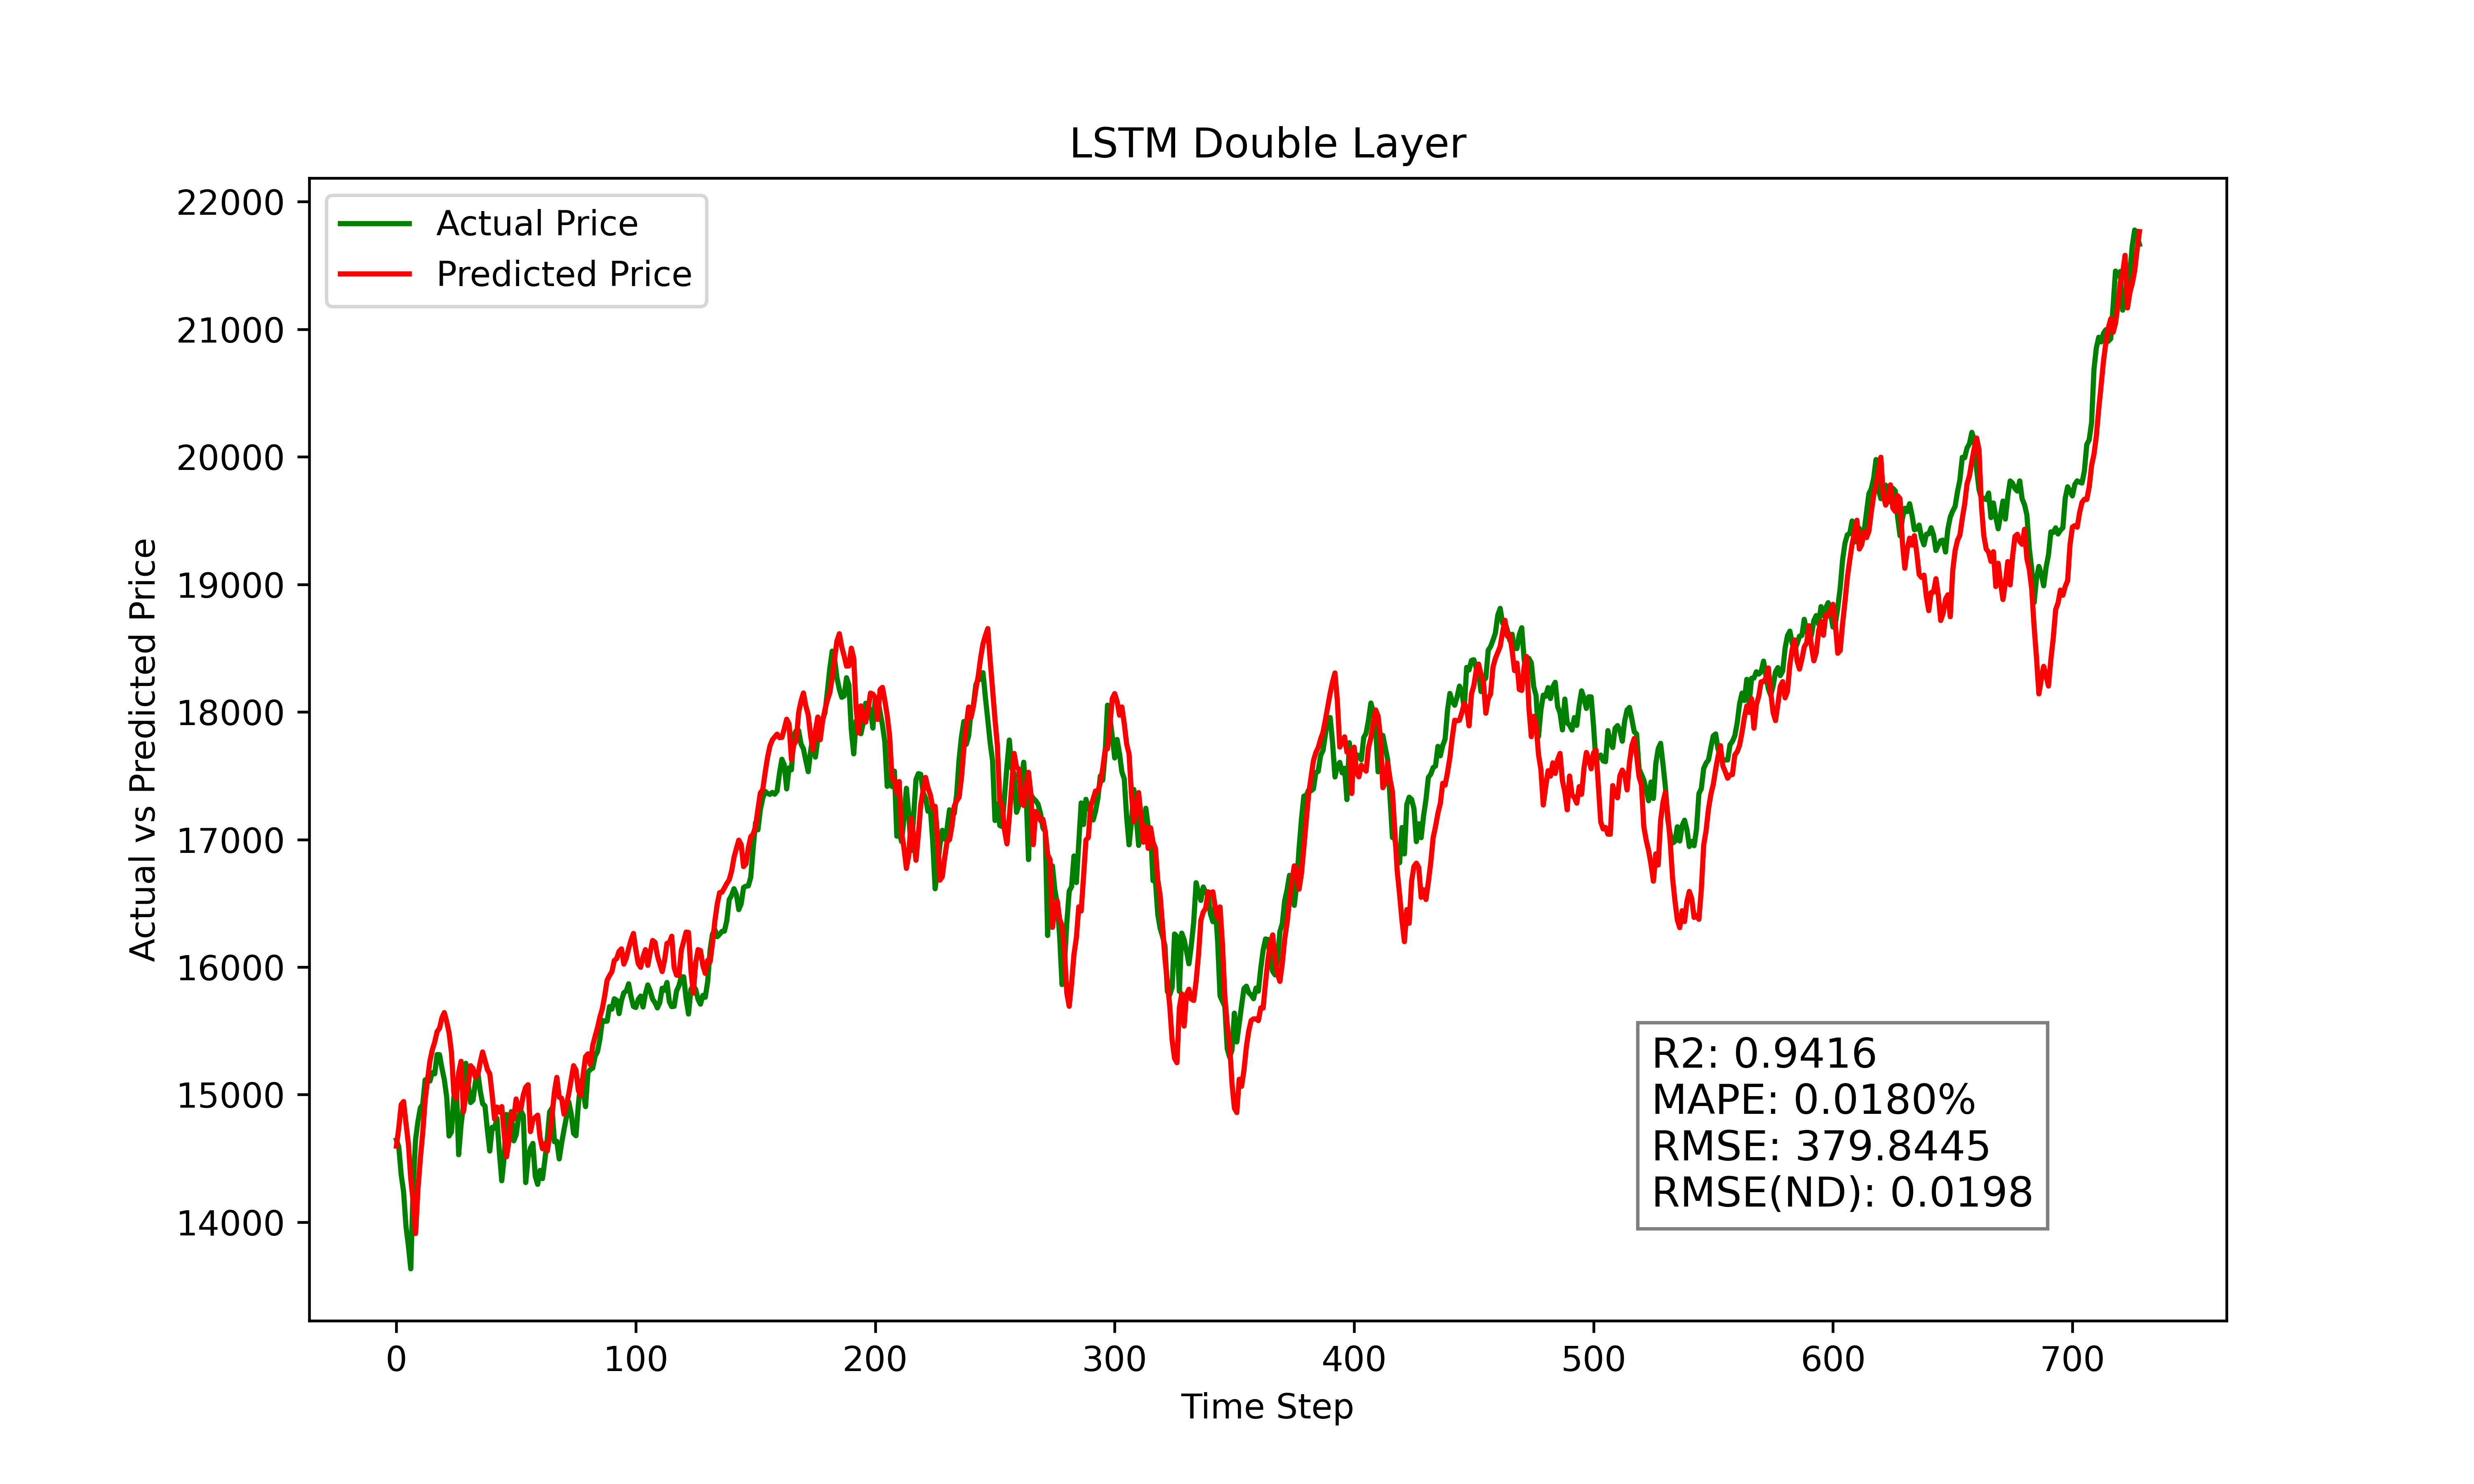 LSTM Double Layer
Actual Price
Predicted Price
Actual vs Predicted Price
22000
21000
20000
19000
18000
17000
16000
15000
14000
R2: 0.9416
MAPE: 0.0180%
RMSE: 379.8445
RMSE(ND): 0.0198
0 100 200 300 400 500 600 700
Time Step